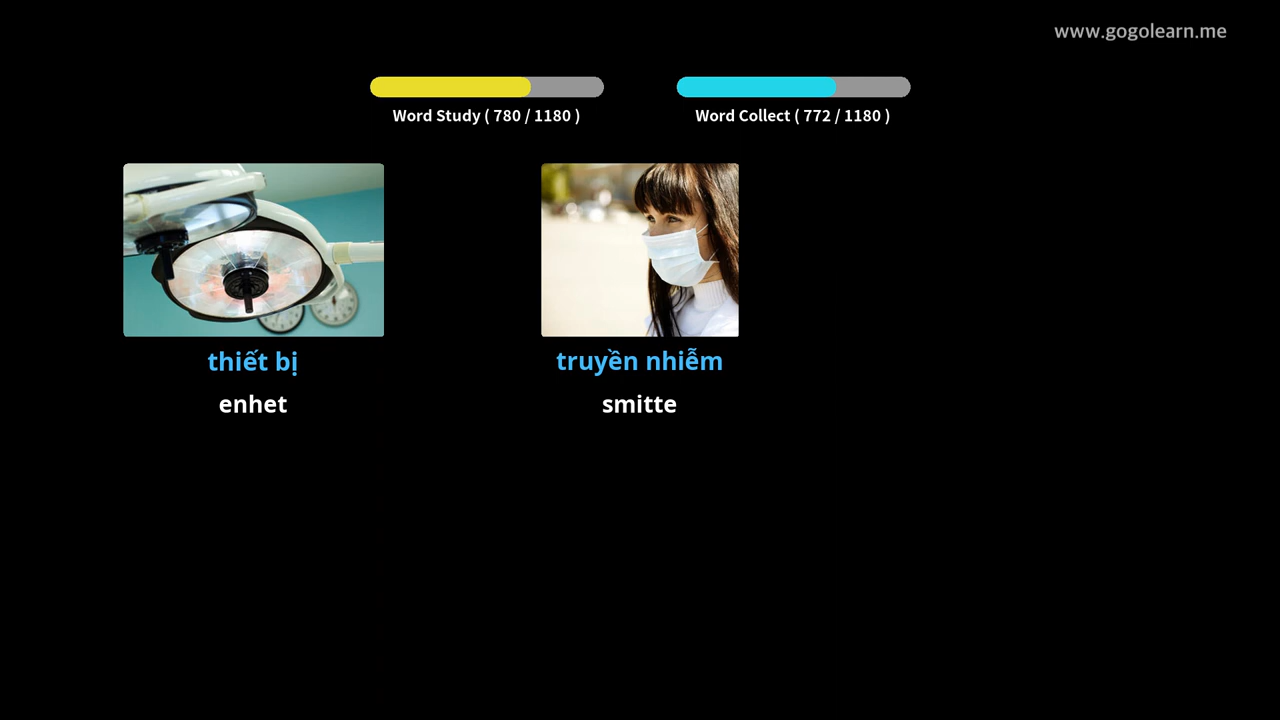 www.gogolearn.me
Word Study ( 780 / 1180 )
Word Collect ( 772 / 1180 )
thiết bị
truyền nhiễm
enhet
smitte